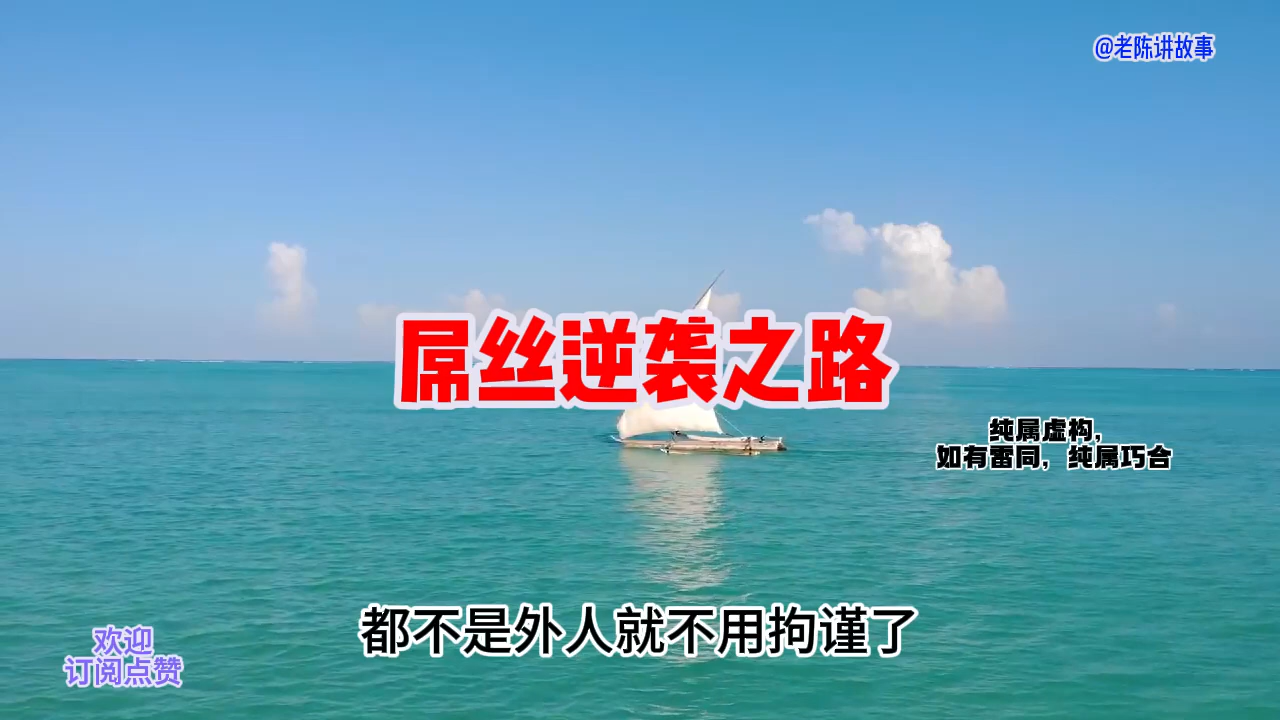 @老陈讲故事
屌丝逆袭之路
纯属虚构，
如有雷同，纯属巧合
都不是外人就不用拘谨了
欢迎
订阅点赞